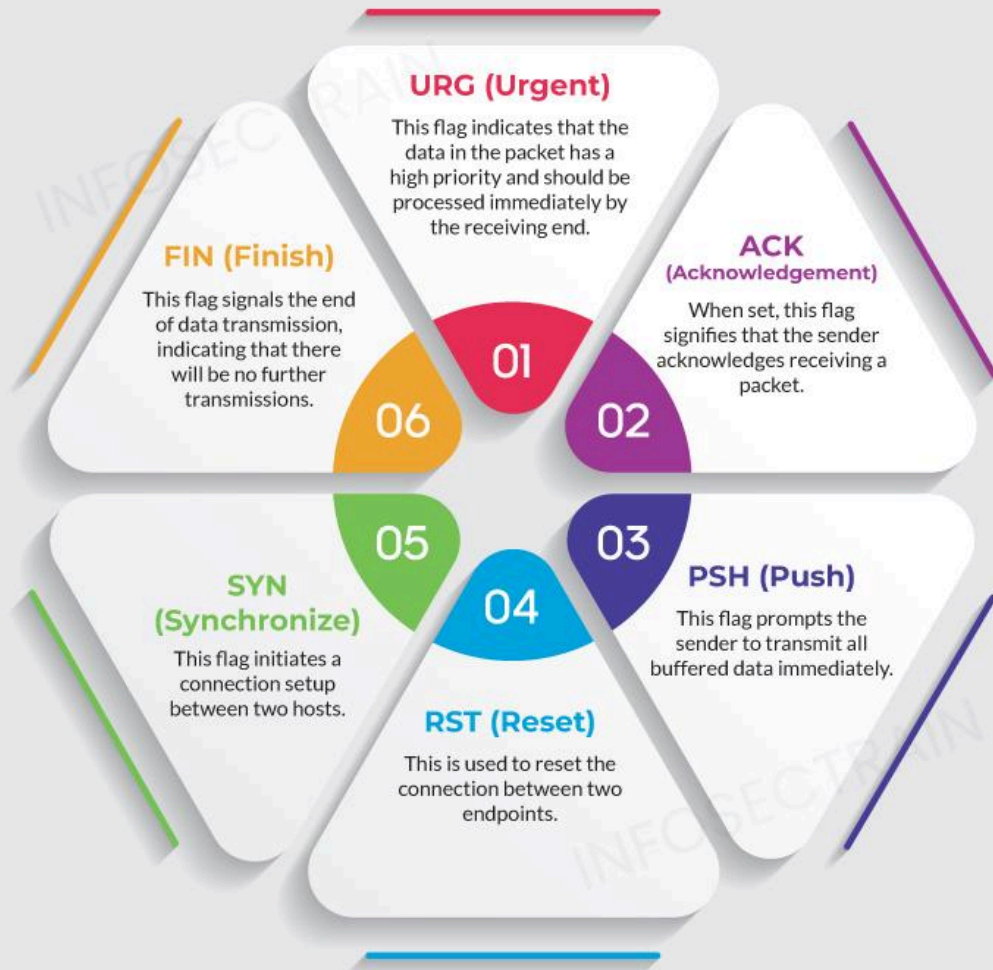 INFOSECTRAIN
01
URG (Urgent)
This flag indicates that the
data in the packet has a
high priority and should be
processed immediately by
the receiving end.
02
ACK
(Acknowledgement)
When set, this flag
signifies that the sender
acknowledges receiving a
packet.
03
PSH (Push)
This flag prompts the
sender to transmit all
buffered data immediately.
04
RST (Reset)
This is used to reset the
connection between two
endpoints.
05
SYN
(Synchronize)
This flag initiates a
connection setup
between two hosts.
06
FIN (Finish)
This flag signals the end
of data transmission,
indicating that there
will be no further
transmissions.
INFOSECTRAIN